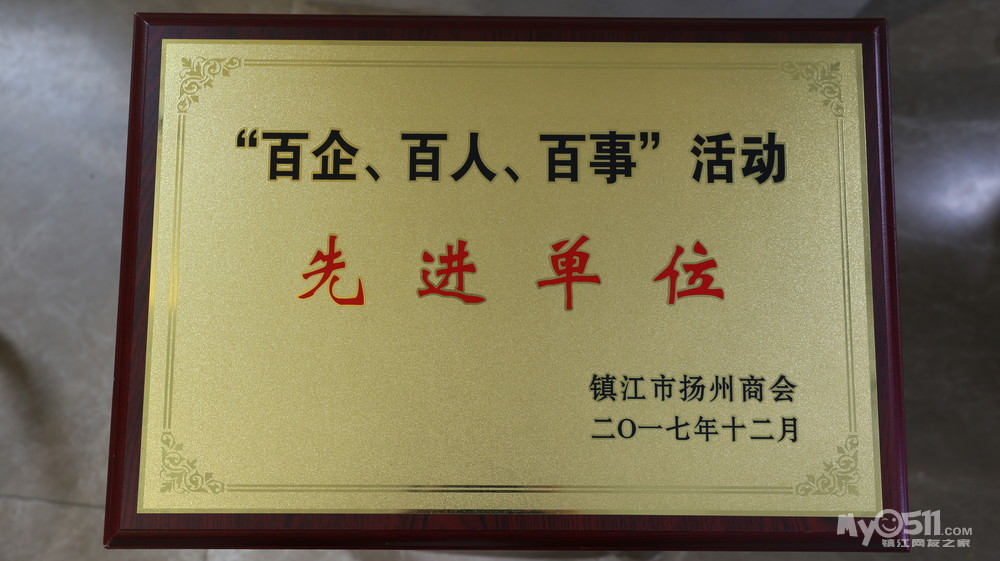 “百企、百人、百事”活动
先进单位
镇江市扬州商会
二〇一七年十二月
My0511.COM
镇江网友之家